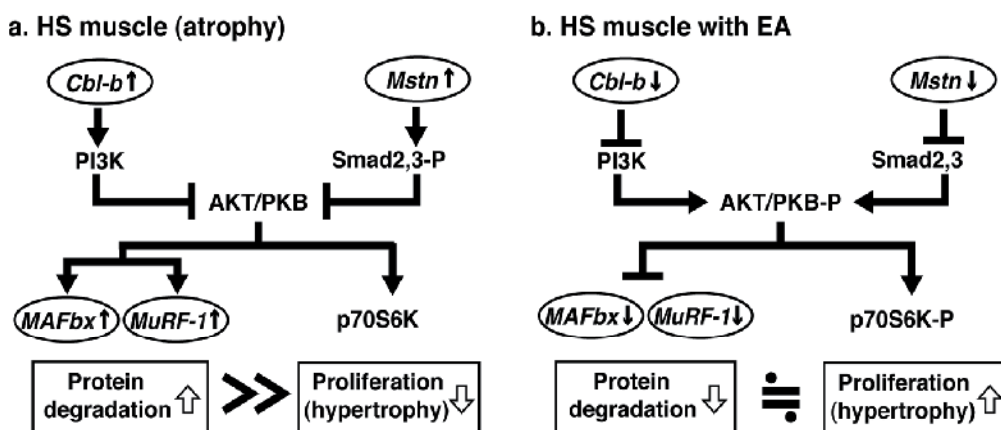 a. HS muscle (atrophy)
Cbl-b↑
Mstn↑
PI3K
Smad2,3-P
AKT/PKB
MAFbx↑
MuRF-1↑
p70S6K
Protein
degradation ⇧
>>
Proliferation
(hypertrophy)⇩
b. HS muscle with EA
Cbl-b↓
Mstn↓
PI3K
Smad2,3
AKT/PKB-P
MAFbx↓
MuRF-1↓
p70S6K-P
Protein
degradation ⇩
≒
Proliferation
(hypertrophy)⇧